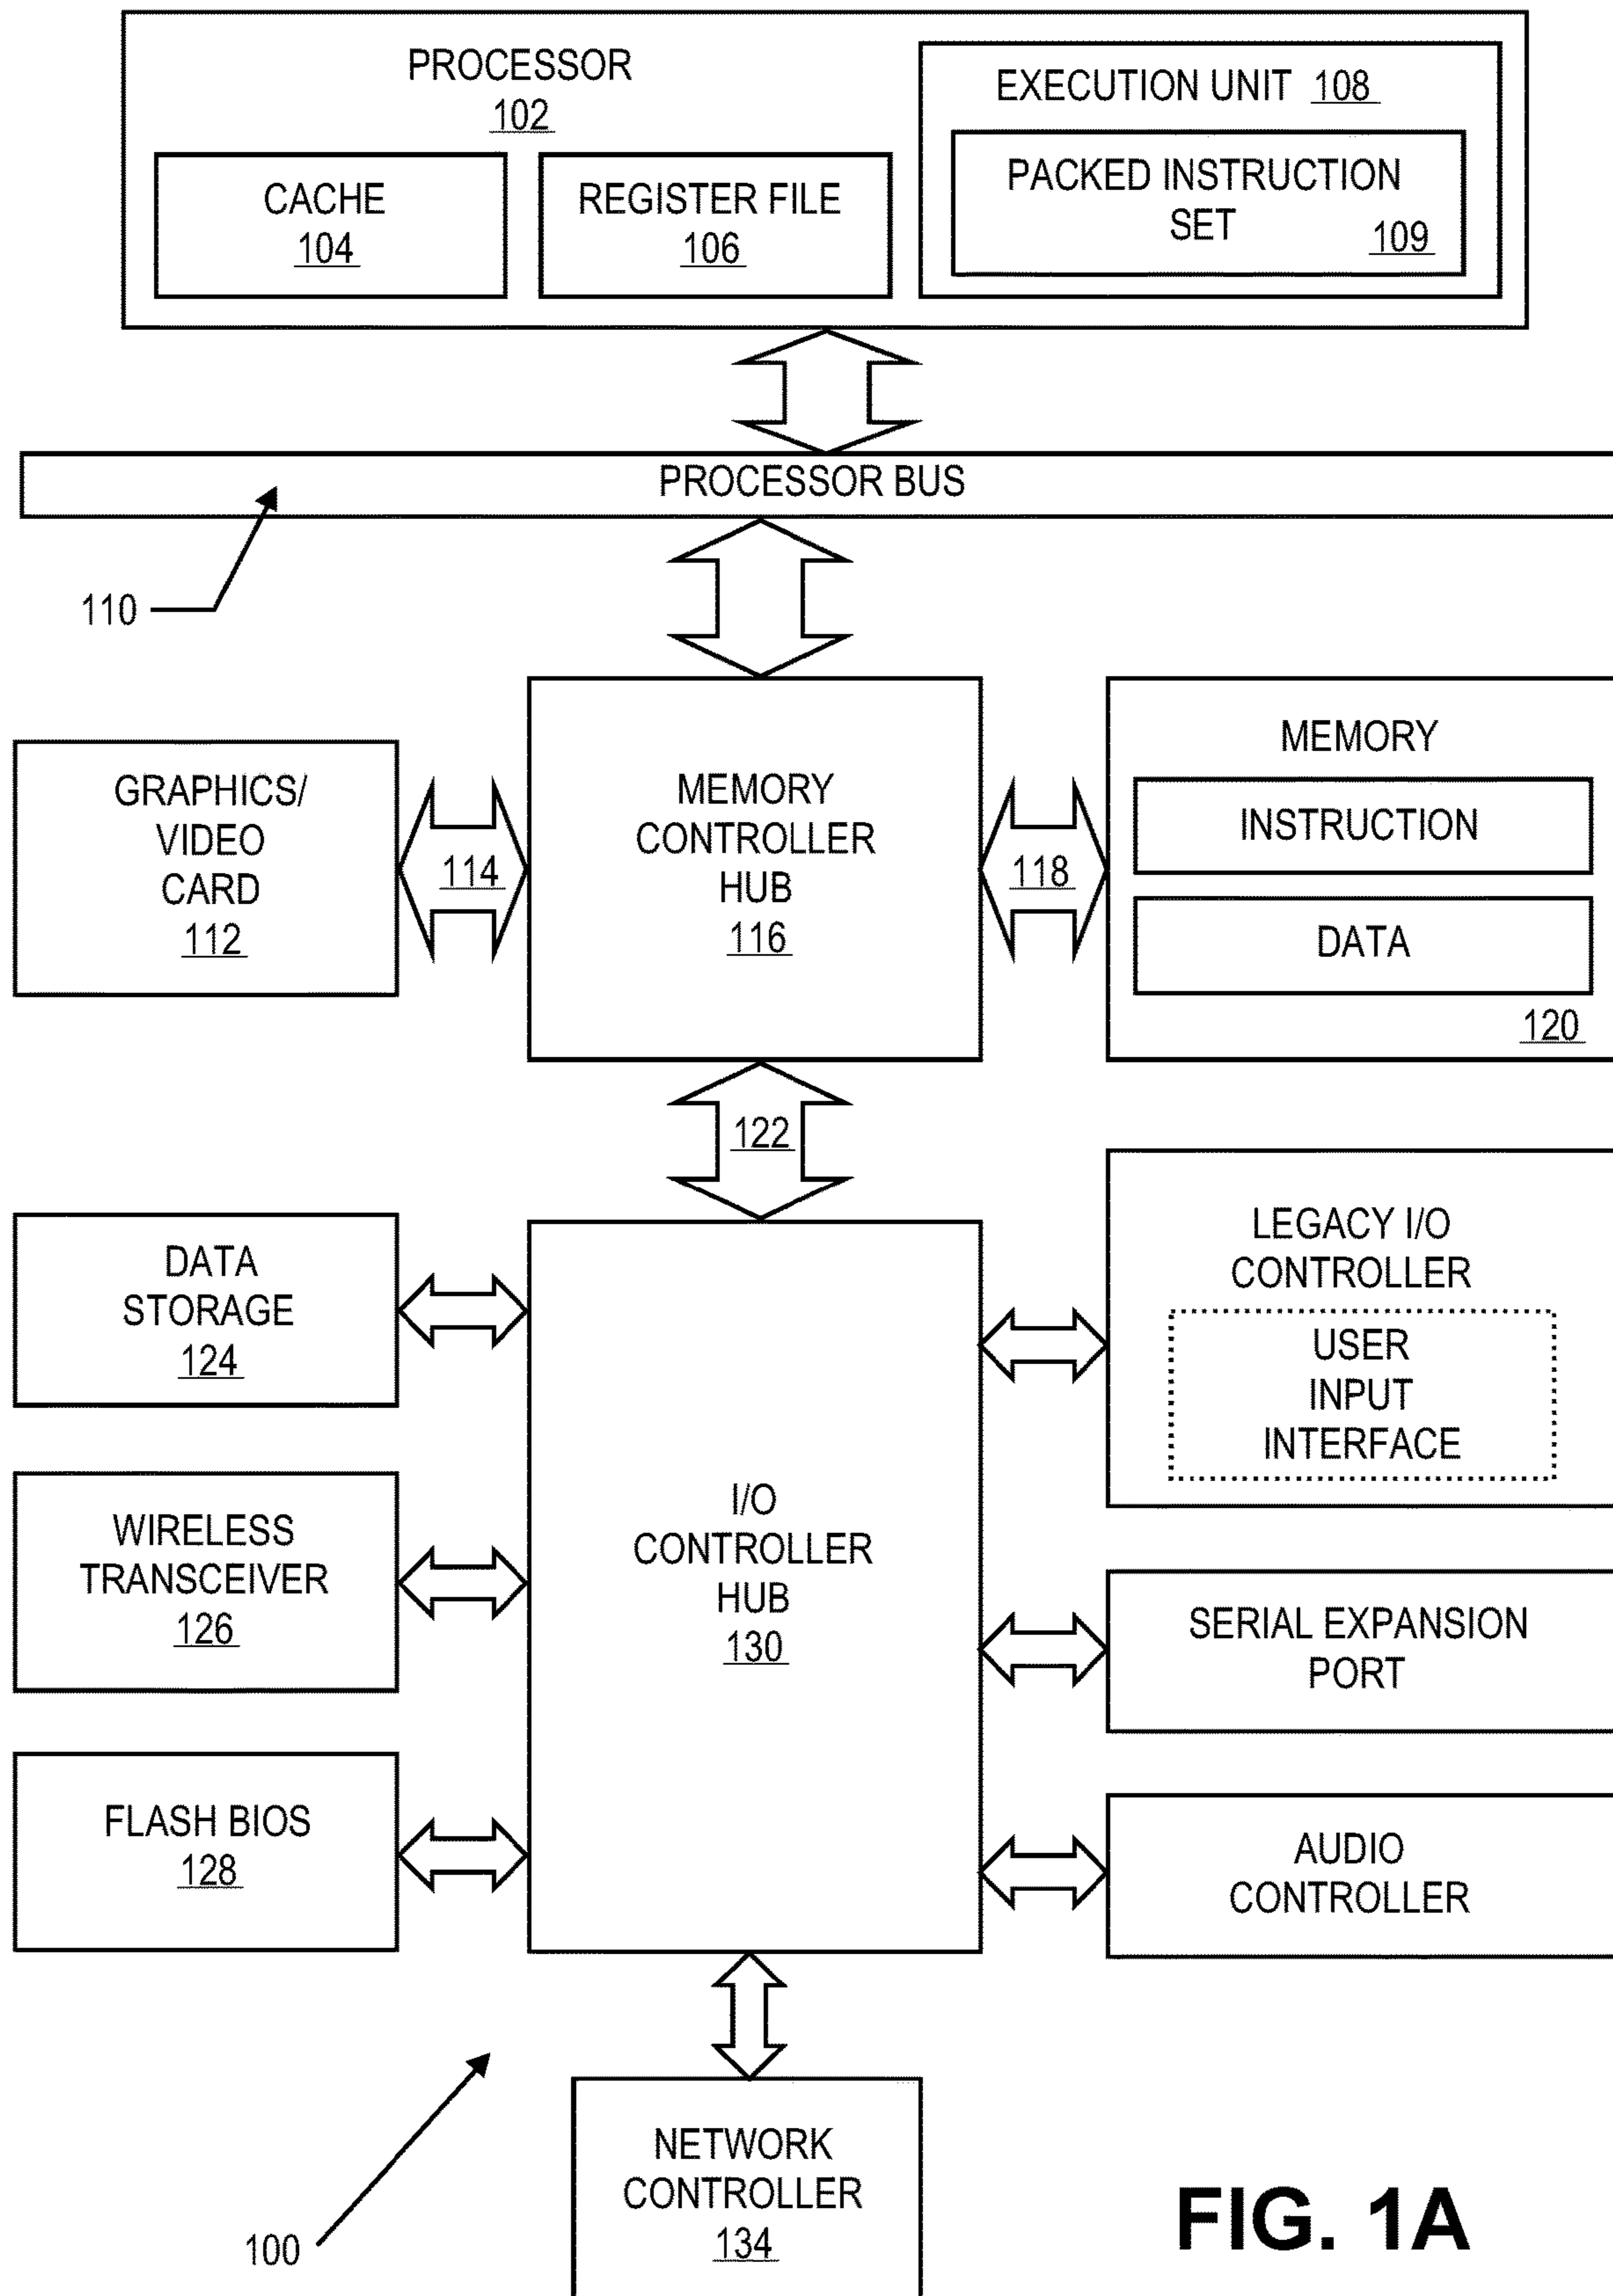 PROCESSOR
102
CACHE
104
REGISTER FILE
106
EXECUTION UNIT 108
PACKED INSTRUCTION
SET
109
PROCESSOR BUS
110
GRAPHICS/
VIDEO
CARD
112
114
MEMORY
CONTROLLER
HUB
116
118
MEMORY
INSTRUCTION
DATA
120
122
DATA
STORAGE
124
LEGACY I/O
CONTROLLER
USER
INPUT
INTERFACE
WIRELESS
TRANSCEIVER
126
I/O
CONTROLLER
HUB
130
SERIAL EXPANSION
PORT
FLASH BIOS
128
AUDIO
CONTROLLER
NETWORK
CONTROLLER
134
100
FIG. 1A